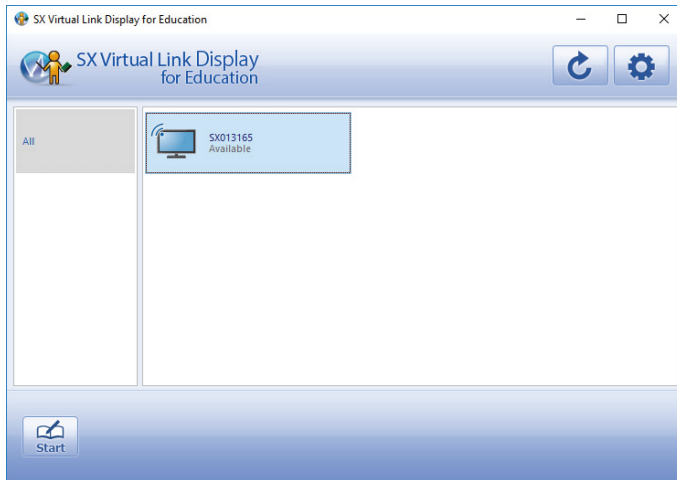 SX Virtual Link Display for Education
SX Virtual Link Display
for Education
All
SX013165
Available
Start